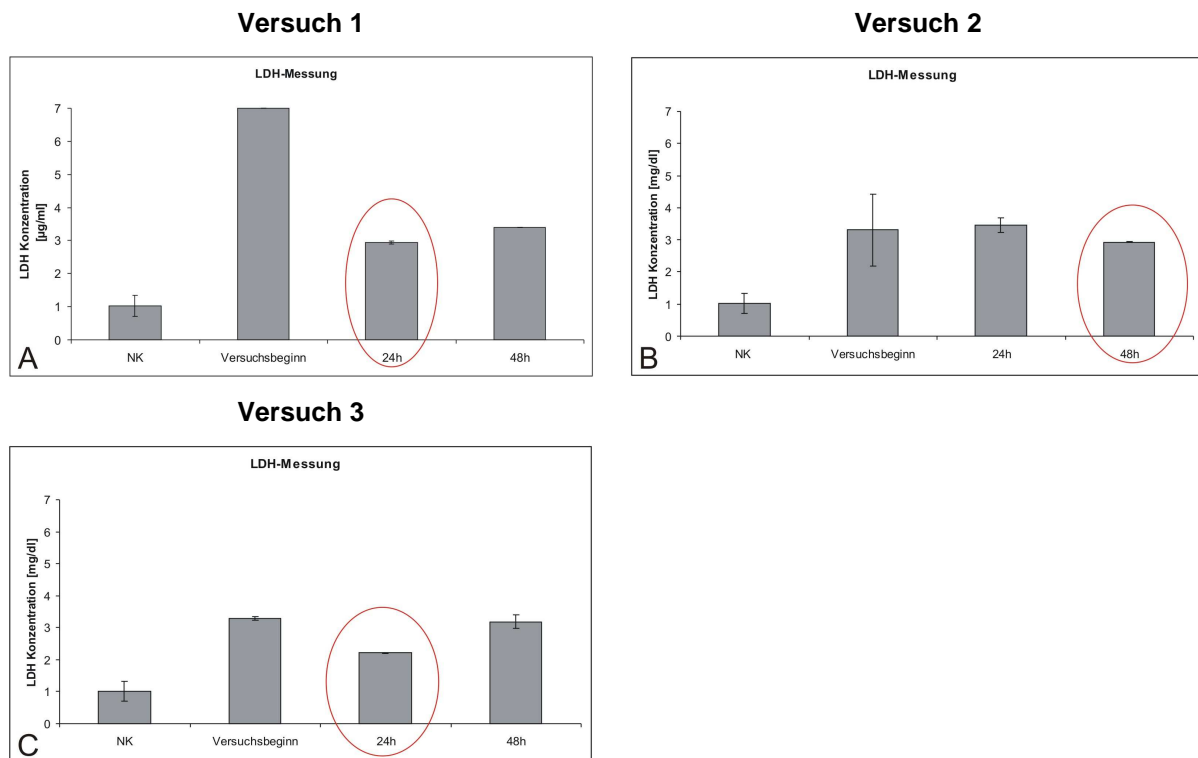 Versuch 1
LDH-Messung
LDH Konzentration
[µg/ml]
7
6
5
4
3
2
1
0
NK Versuchsbeginn 24h 48h
A
Versuch 2
LDH-Messung
LDH Konzentration [mg/dl]
7
6
5
4
3
2
1
0
NK Versuchsbeginn 24h 48h
B
Versuch 3
LDH-Messung
LDH Konzentration [mg/dl]
7
6
5
4
3
2
1
0
NK Versuchsbeginn 24h 48h
C